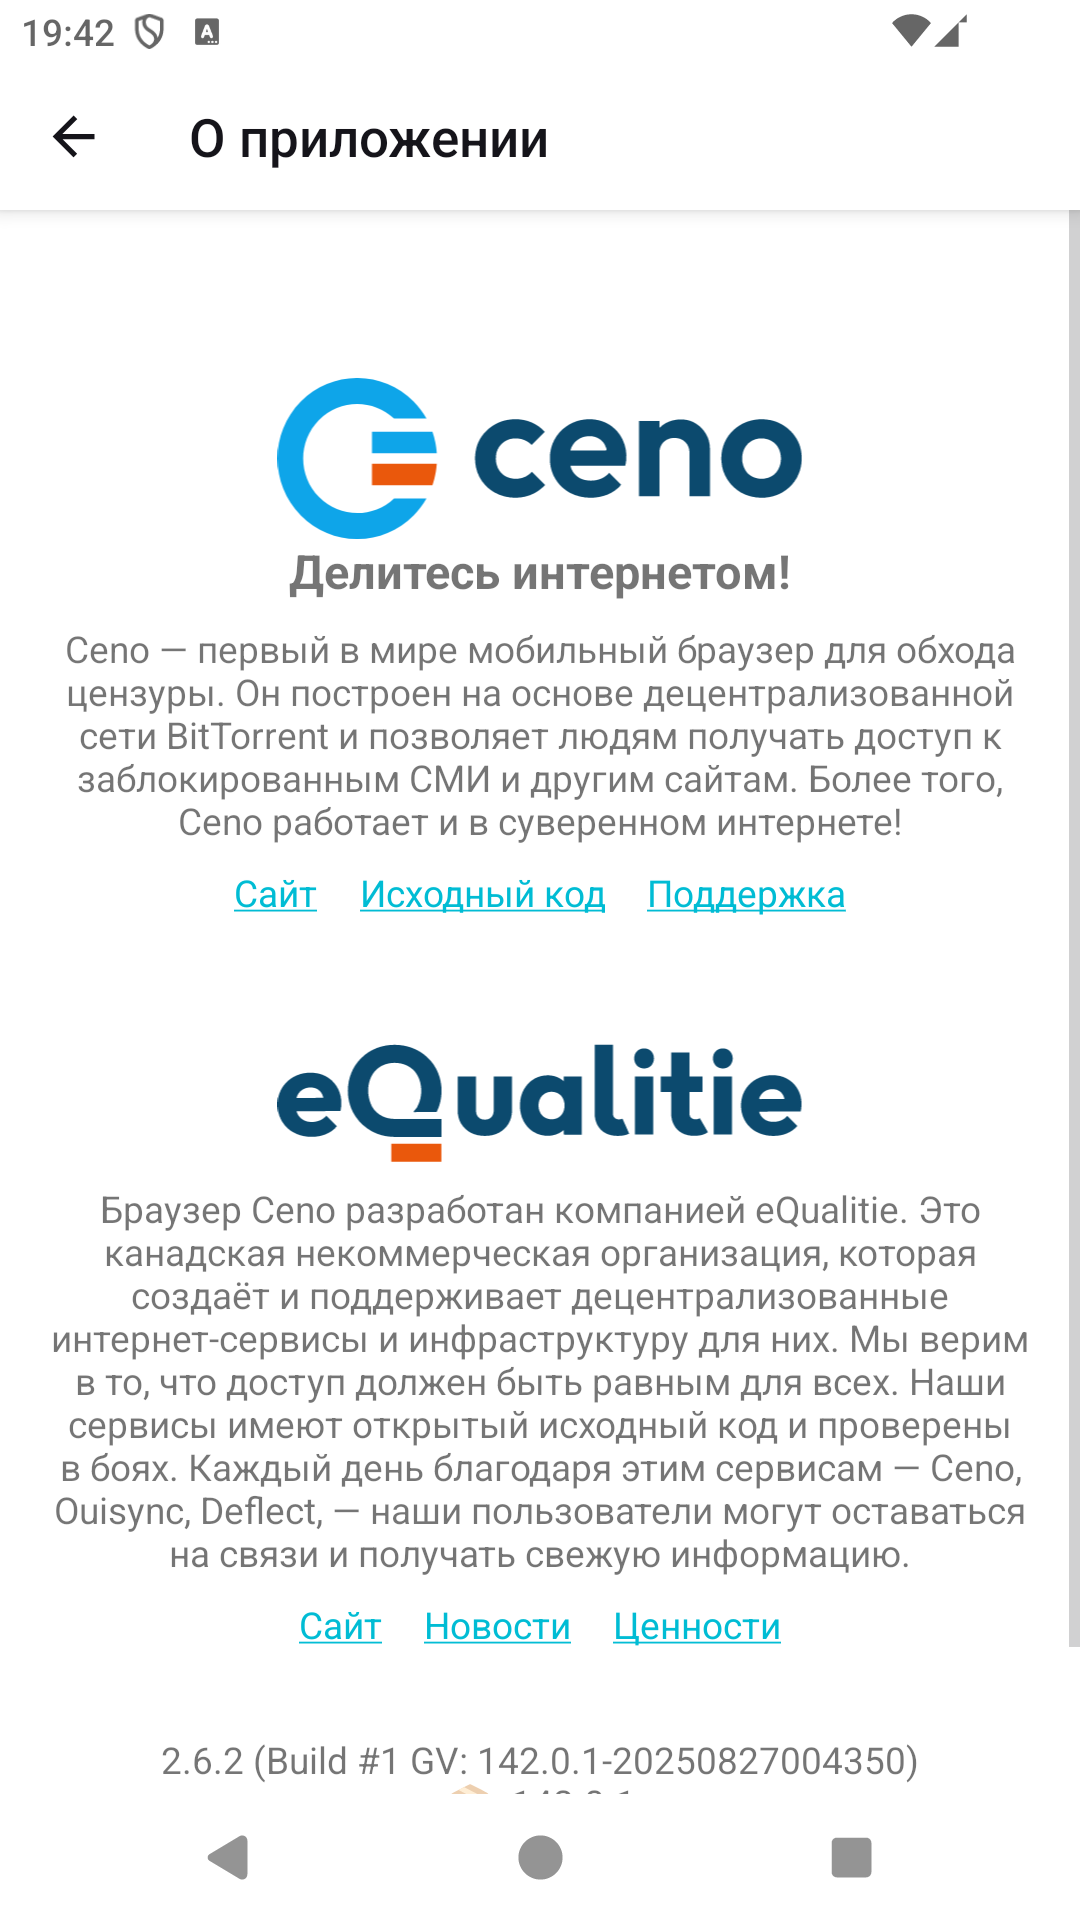 19:42
О приложении
ceno
Делитесь интернетом!
Ceno — первый в мире мобильный браузер для обхода
цензуры. Он построен на основе децентрализованной
сети BitTorrent и позволяет людям получать доступ к
заблокированным СМИ и другим сайтам. Более того,
Ceno работает и в суверенном интернете!
Сайт Исходный код Поддержка
eQualitie
Браузер Ceno разработан компанией eQualitie. Это
канадская некоммерческая организация, которая
создаёт и поддерживает децентрализованные
интернет-сервисы и инфраструктуру для них. Мы верим
в то, что доступ должен быть равным для всех. Наши
сервисы имеют открытый исходный код и проверены
в боях. Каждый день благодаря этим сервисам — Ceno,
Ouisync, Deflect, — наши пользователи могут оставаться
на связи и получать свежую информацию.
Сайт Новости Ценности
2.6.2 (Build #1 GV: 142.0.1-20250827004350)